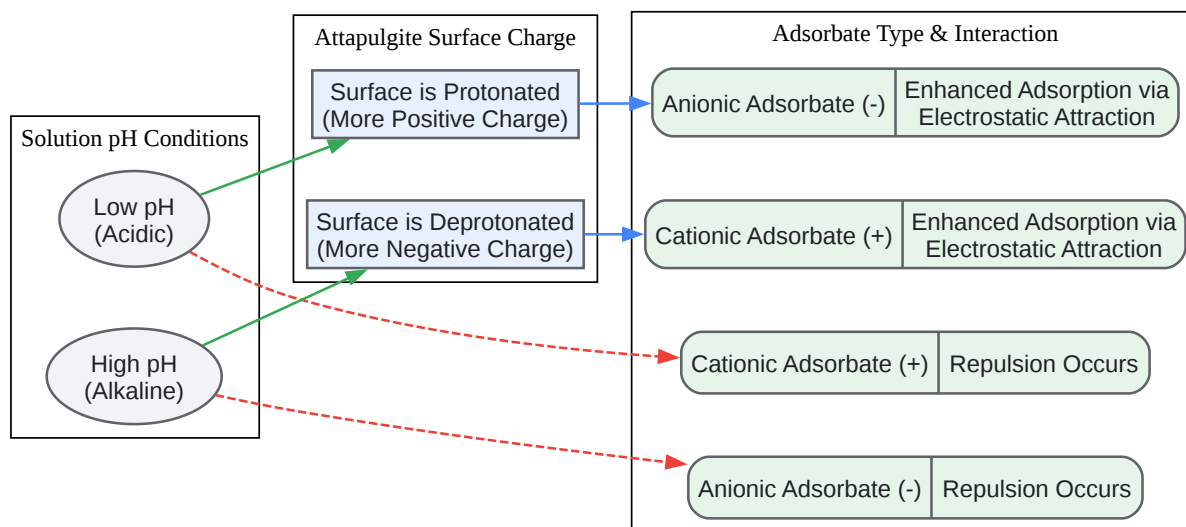 Solution pH Conditions
Low pH
(Acidic)
High pH
(Alkaline)
Attapulgite Surface Charge
Surface is Protonated
(More Positive Charge)
Surface is Deprotonated
(More Negative Charge)
Adsorbate Type & Interaction
Anionic Adsorbate (-)
Enhanced Adsorption via
Electrostatic Attraction
Cationic Adsorbate (+)
Enhanced Adsorption via
Electrostatic Attraction
Cationic Adsorbate (+)
Repulsion Occurs
Anionic Adsorbate (-)
Repulsion Occurs